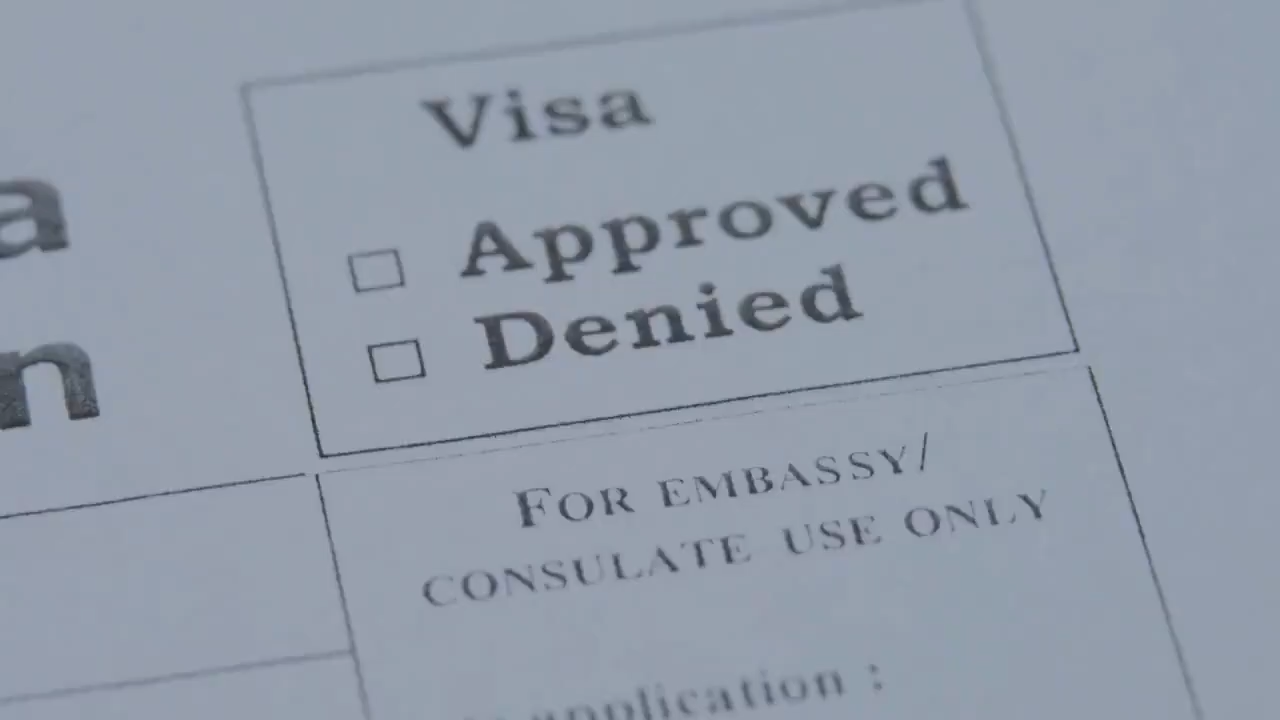 Visa
Approved
Denied
a
n
FOR EMBASSY/
CONSULATE USE ONLY
application :